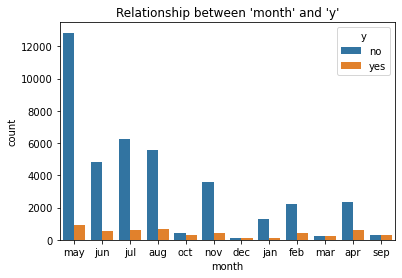 Relationship between 'month' and 'y'
y
no
yes
12000
10000
8000
6000
4000
2000
0
count
may jun jul aug oct nov dec jan feb mar apr sep
month